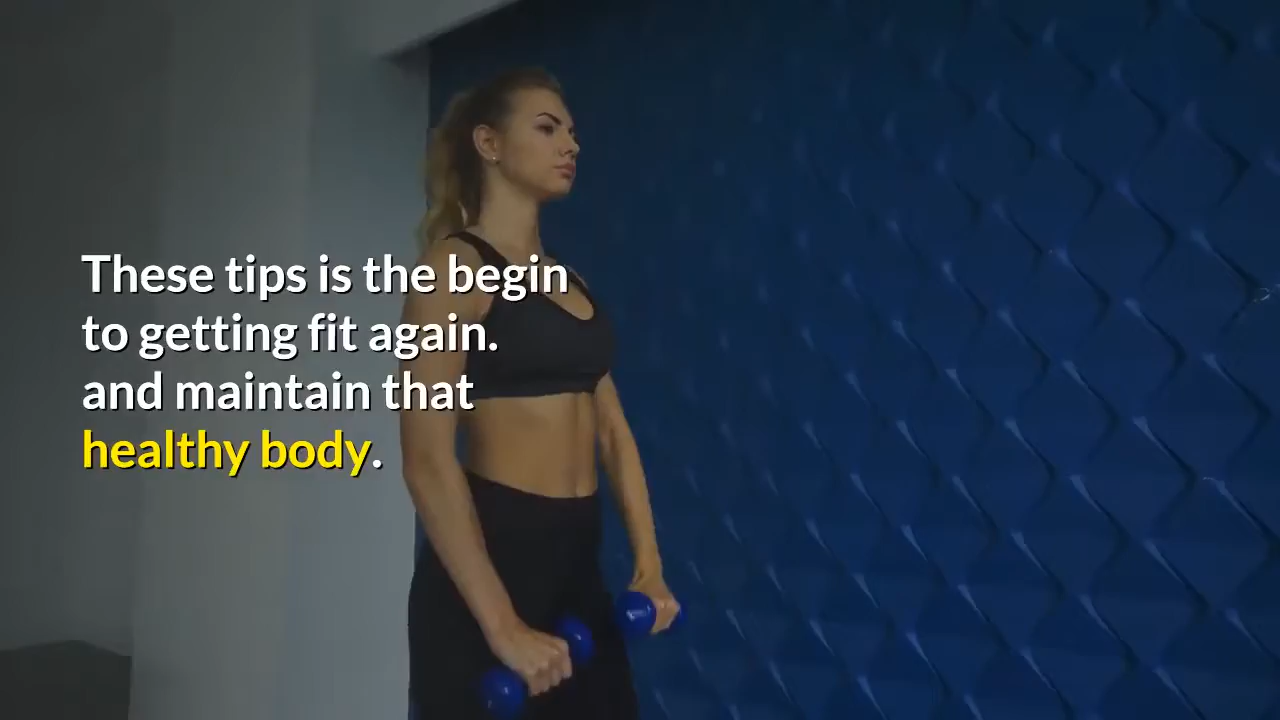 These tips is the begin
to getting fit again.
and maintain that
healthy body.